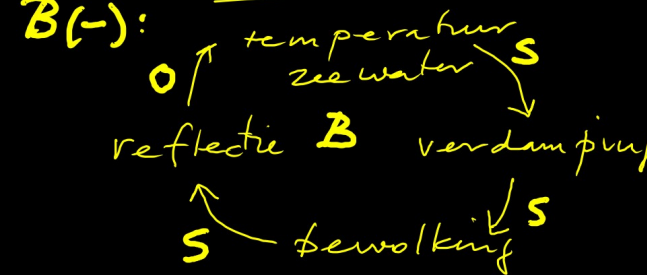 B(-):
temperatuur S
zeewater
O
reflectie B verdamping
S
S bewolking